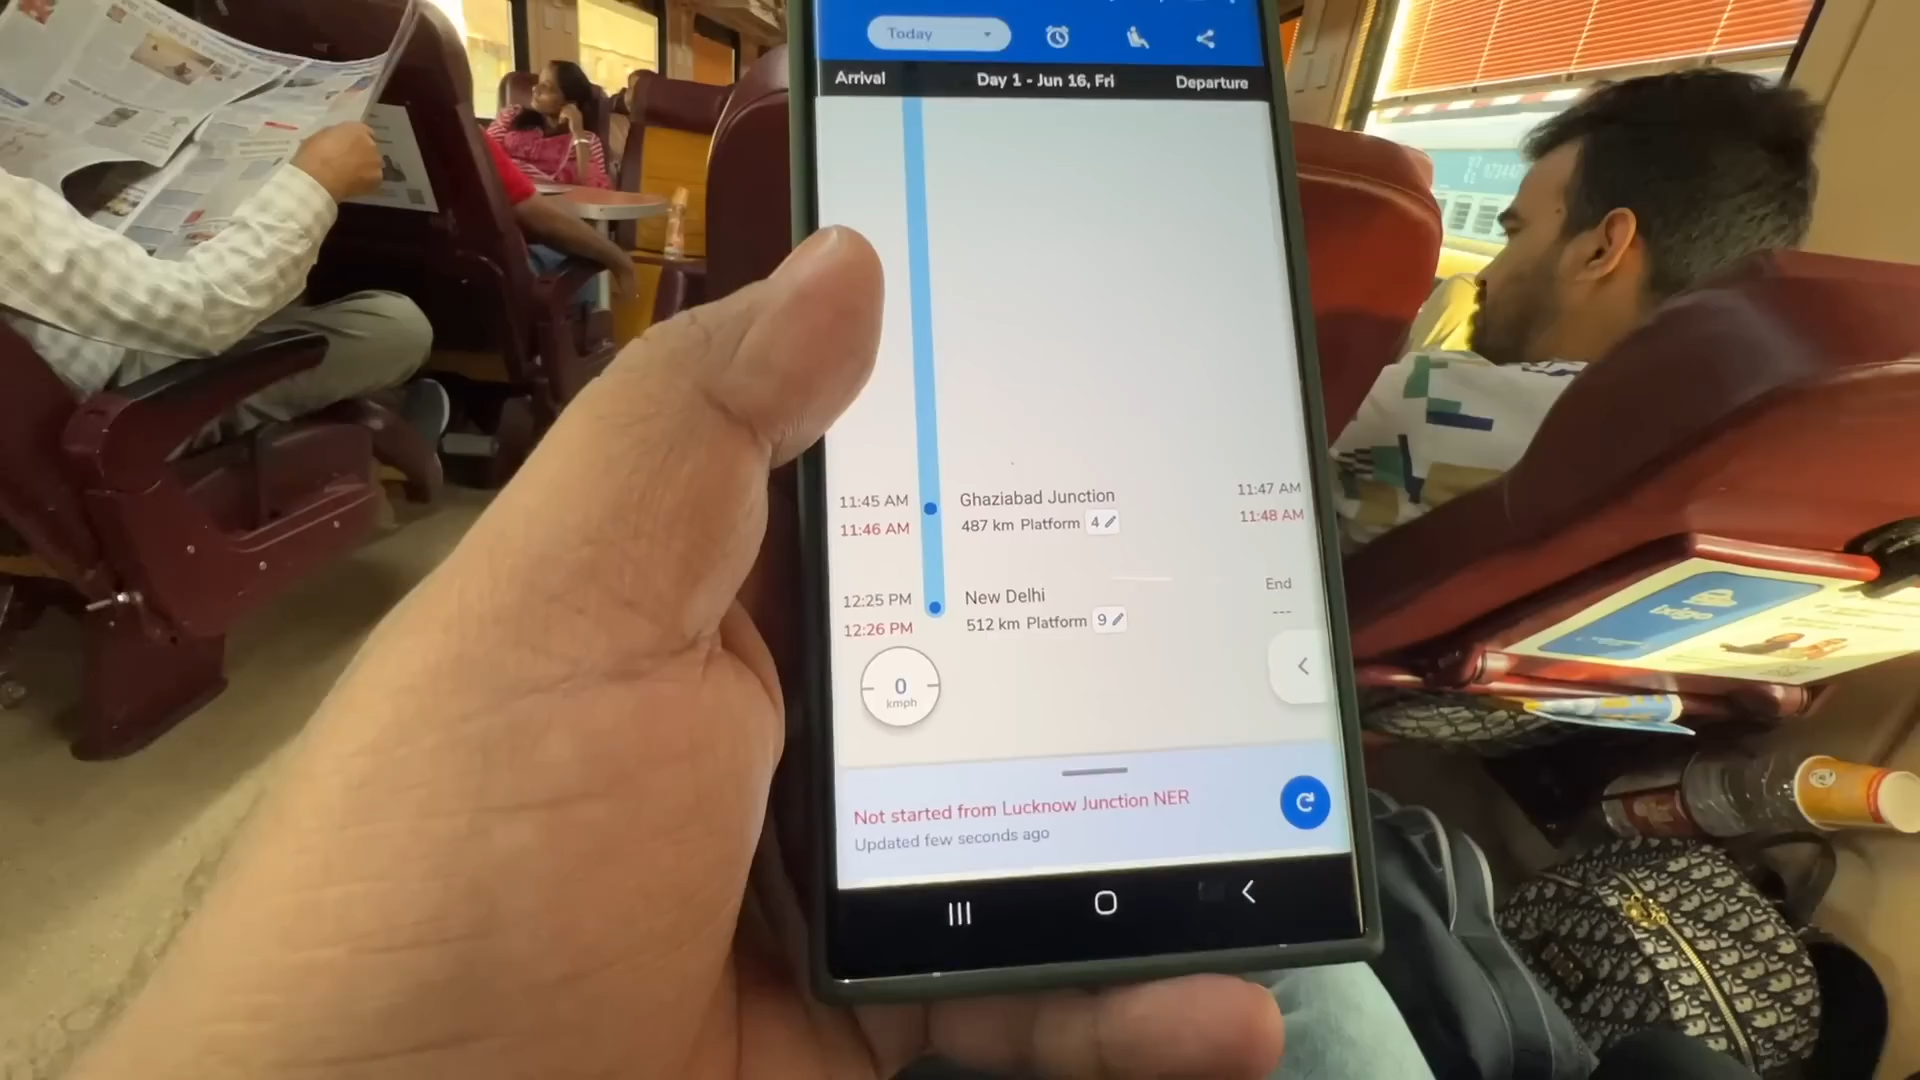 Today
Arrival Day 1 - Jun 16, Fri Departure
11:45 AM Ghaziabad Junction 11:47 AM
11:46 AM 487 km Platform 4 11:48 AM
12:25 PM New Delhi End
12:26 PM 512 km Platform 9 ---
0
kmph
Not started from Lucknow Junction NER
Updated few seconds ago
ixigo